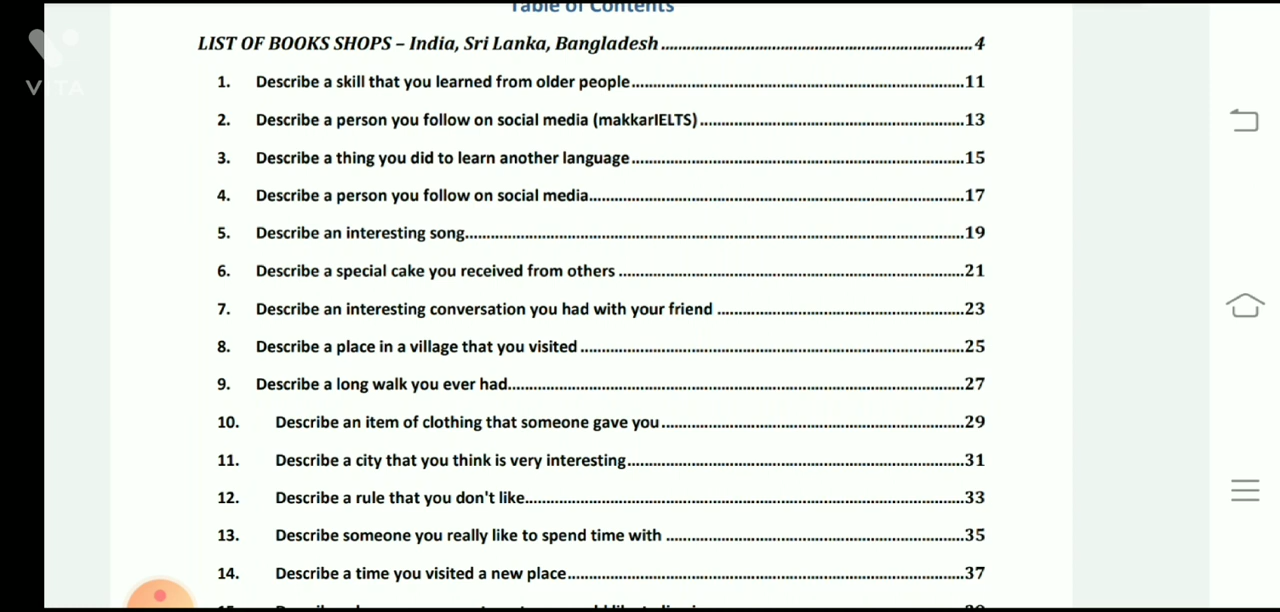 Table of Contents
VITA
LIST OF BOOKS SHOPS – India, Sri Lanka, Bangladesh ........................................................................... 4
1. Describe a skill that you learned from older people ................................................................................ 11
2. Describe a person you follow on social media (makkarIELTS) ................................................................ 13
3. Describe a thing you did to learn another language ................................................................................ 15
4. Describe a person you follow on social media.......................................................................................... 17
5. Describe an interesting song...................................................................................................................... 19
6. Describe a special cake you received from others ................................................................................... 21
7. Describe an interesting conversation you had with your friend ............................................................ 23
8. Describe a place in a village that you visited ............................................................................................ 25
9. Describe a long walk you ever had............................................................................................................. 27
10. Describe an item of clothing that someone gave you ......................................................................... 29
11. Describe a city that you think is very interesting................................................................................. 31
12. Describe a rule that you don't like......................................................................................................... 33
13. Describe someone you really like to spend time with ........................................................................ 35
14. Describe a time you visited a new place............................................................................................... 37